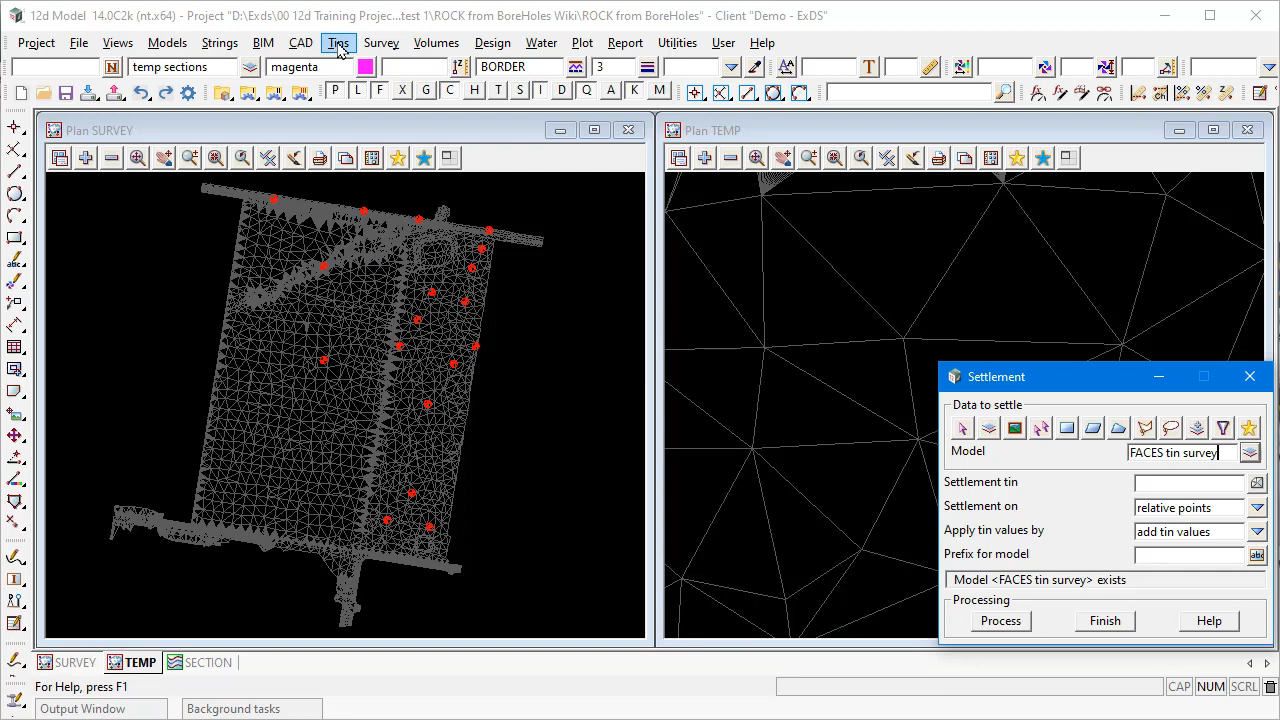 12d Model 14.0C2k (nt.x64) - Project "D:\Exds\00 12d Training Projec...test 1\ROCK from BoreHoles Wiki\ROCK from BoreHoles" - Client "Demo - ExDS"
Project File Views Models Strings BIM CAD Tins Survey Volumes Design Water Plot Report Utilities User Help
N temp sections magenta BORDER 3 T
P L F X G C H T S I D Q A K M
Plan SURVEY
Plan TEMP
abc
Settlement
Data to settle
Model FACES tin survey
Settlement tin
Settlement on relative points
Apply tin values by add tin values
Prefix for model abc
Model <FACES tin survey> exists
Processing
Process Finish Help
SURVEY TEMP SECTION
For Help, press F1
CAP NUM SCRL
Output Window Background tasks